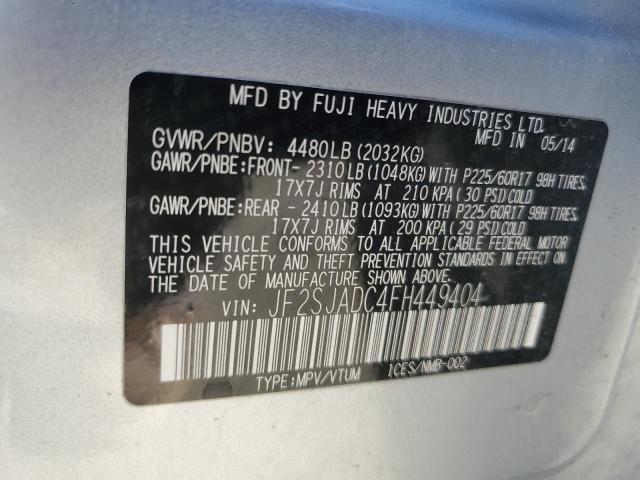 MFD BY FUJI HEAVY INDUSTRIES LTD.
MFD IN 05/14
GVWR/PNBV: 4480LB (2032KG)
GAWR/PNBE:FRONT- 2310 LB (1048KG) WITH P225/60R17 98H TIRES,
17X7J RIMS AT 210 KPA ( 30 PSI) COLD
GAWR/PNBE:REAR - 2410 LB (1093KG) WITH P225/60R17 98H TIRES,
17X7J RIMS AT 200 KPA ( 29 PSI) COLD
THIS VEHICLE CONFORMS TO ALL APPLICABLE FEDERAL MOTOR
VEHICLE SAFETY AND THEFT PREVENTION STANDARDS IN EFFECT ON
THE DATE OF MANUFACTURE SHOWN ABOVE.
VIN: JF2SJADC4FH449404
TYPE:MPV/VTUM ICES/NMB-002